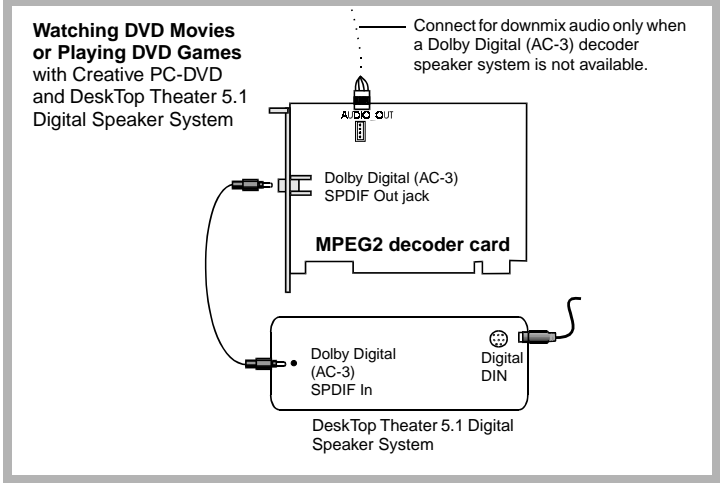 Watching DVD Movies
or Playing DVD Games
with Creative PC-DVD
and DeskTop Theater 5.1
Digital Speaker System
Connect for downmix audio only when
a Dolby Digital (AC-3) decoder
speaker system is not available.
AUDIO_OUT
Dolby Digital (AC-3)
SPDIF Out jack
MPEG2 decoder card
Dolby Digital
(AC-3)
SPDIF In
Digital
DIN
DeskTop Theater 5.1 Digital
Speaker System